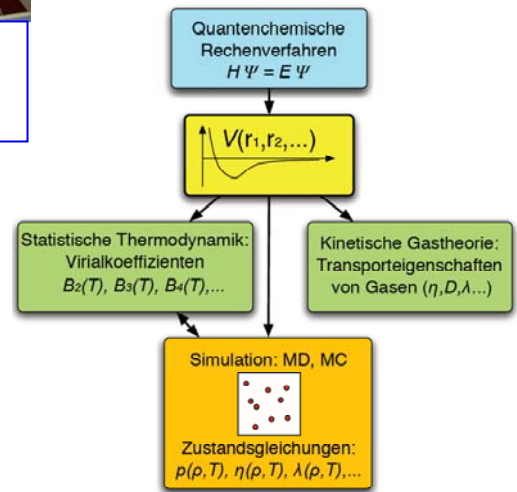 Quantenchemische
Rechenverfahren
H Ψ = E Ψ
V(r₁,r₂,...)
Statistische Thermodynamik:
Virialkoeffizienten
B₂(T), B₃(T), B₄(T),...
Kinetische Gastheorie:
Transporteigenschaften
von Gasen (η,D,λ...)
Simulation: MD, MC
Zustandsgleichungen:
p(ρ,T), η(ρ,T), λ(ρ,T),...